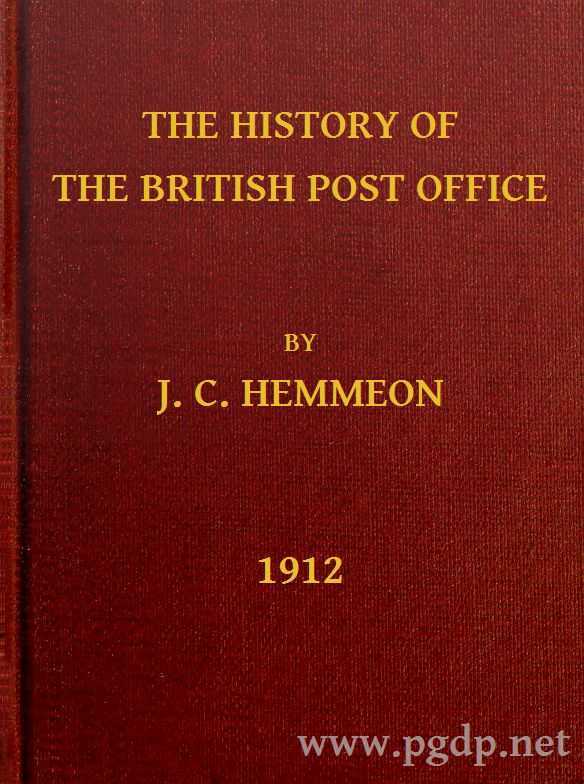 THE HISTORY OF
THE BRITISH POST OFFICE
BY
J. C. HEMMEON
1912
www.pgdp.net